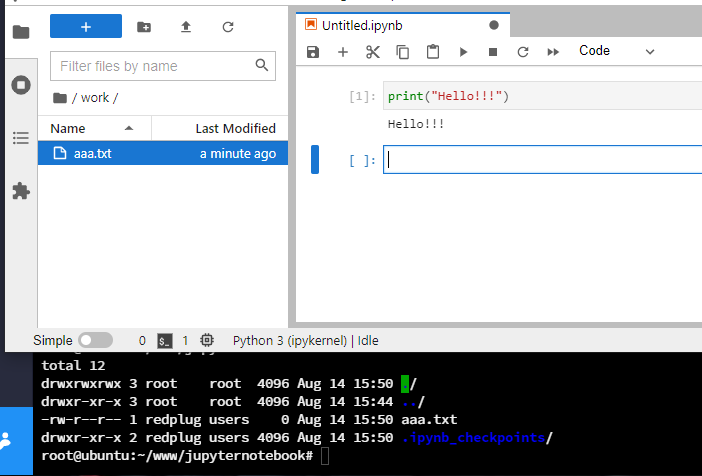 Untitled.ipynb
Code
Filter files by name
/ work /
Name Last Modified
aaa.txt a minute ago
[1]: print("Hello!!!")
Hello!!!
[ ]:
Simple 0 $_ 1 Python 3 (ipykernel) | Idle
total 12
drwxrwxrwx 3 root    root  4096 Aug 14 15:50 ./
drwxr-xr-x 3 root    root  4096 Aug 14 15:44 ../
-rw-r--r-- 1 redplug users    0 Aug 14 15:50 aaa.txt
drwxr-xr-x 2 redplug users 4096 Aug 14 15:50 .ipynb_checkpoints/
root@ubuntu:~/www/jupyternotebook#